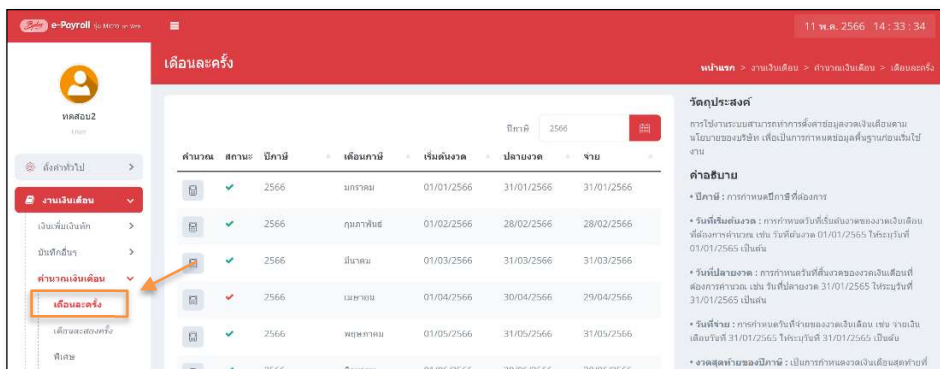 e-Payroll รุ่น Micro on Web
11 พ.ค. 2566 14 : 33 : 34
เดือนละครั้ง
หน้าแรก > งานเงินเดือน > คำนวณเงินเดือน > เดือนละครั้ง
ทดสอบ2
User
ตั้งค่าทั่วไป
งานเงินเดือน
เงินเพิ่มเงินหัก
บันทึกอื่นๆ
คำนวณเงินเดือน
เดือนละครั้ง
เดือนละสองครั้ง
พิเศษ
ปีภาษี 2566
คำนวณ สถานะ ปีภาษี เดือนภาษี เริ่มต้นงวด ปลายงวด จ่าย
2566 มกราคม 01/01/2566 31/01/2566 31/01/2566
2566 กุมภาพันธ์ 01/02/2566 28/02/2566 28/02/2566
2566 มีนาคม 01/03/2566 31/03/2566 31/03/2566
2566 เมษายน 01/04/2566 30/04/2566 29/04/2566
2566 พฤษภาคม 01/05/2566 31/05/2566 31/05/2566
วัตถุประสงค์
การใช้งานระบบสามารถทำการตั้งค่าข้อมูลงวดเงินเดือนตาม
นโยบายของบริษัท เพื่อเป็นการกำหนดข้อมูลพื้นฐานก่อนเริ่มใช้
งาน
คำอธิบาย
• ปีภาษี : การกำหนดปีภาษีที่ต้องการ
• วันที่เริ่มต้นงวด : การกำหนดวันที่เริ่มต้นงวดของงวดเงินเดือน
ที่ต้องการคำนวณ เช่น วันที่ต้นงวด 01/01/2565 ให้ระบุวันที่
01/01/2565 เป็นต้น
• วันที่ปลายงวด : การกำหนดวันที่สิ้นงวดของงวดเงินเดือนที่
ต้องการคำนวณ เช่น วันที่ปลายงวด 31/01/2565 ให้ระบุวันที่
31/01/2565 เป็นต้น
• วันที่จ่าย : การกำหนดวันที่จ่ายของงวดเงินเดือน เช่น จ่ายเงิน
เดือนวันที่ 31/01/2565 ให้ระบุวันที่ 31/01/2565 เป็นต้น
• งวดสุดท้ายของปีภาษี : เป็นการกำหนดงวดเงินเดือนสุดท้ายที่